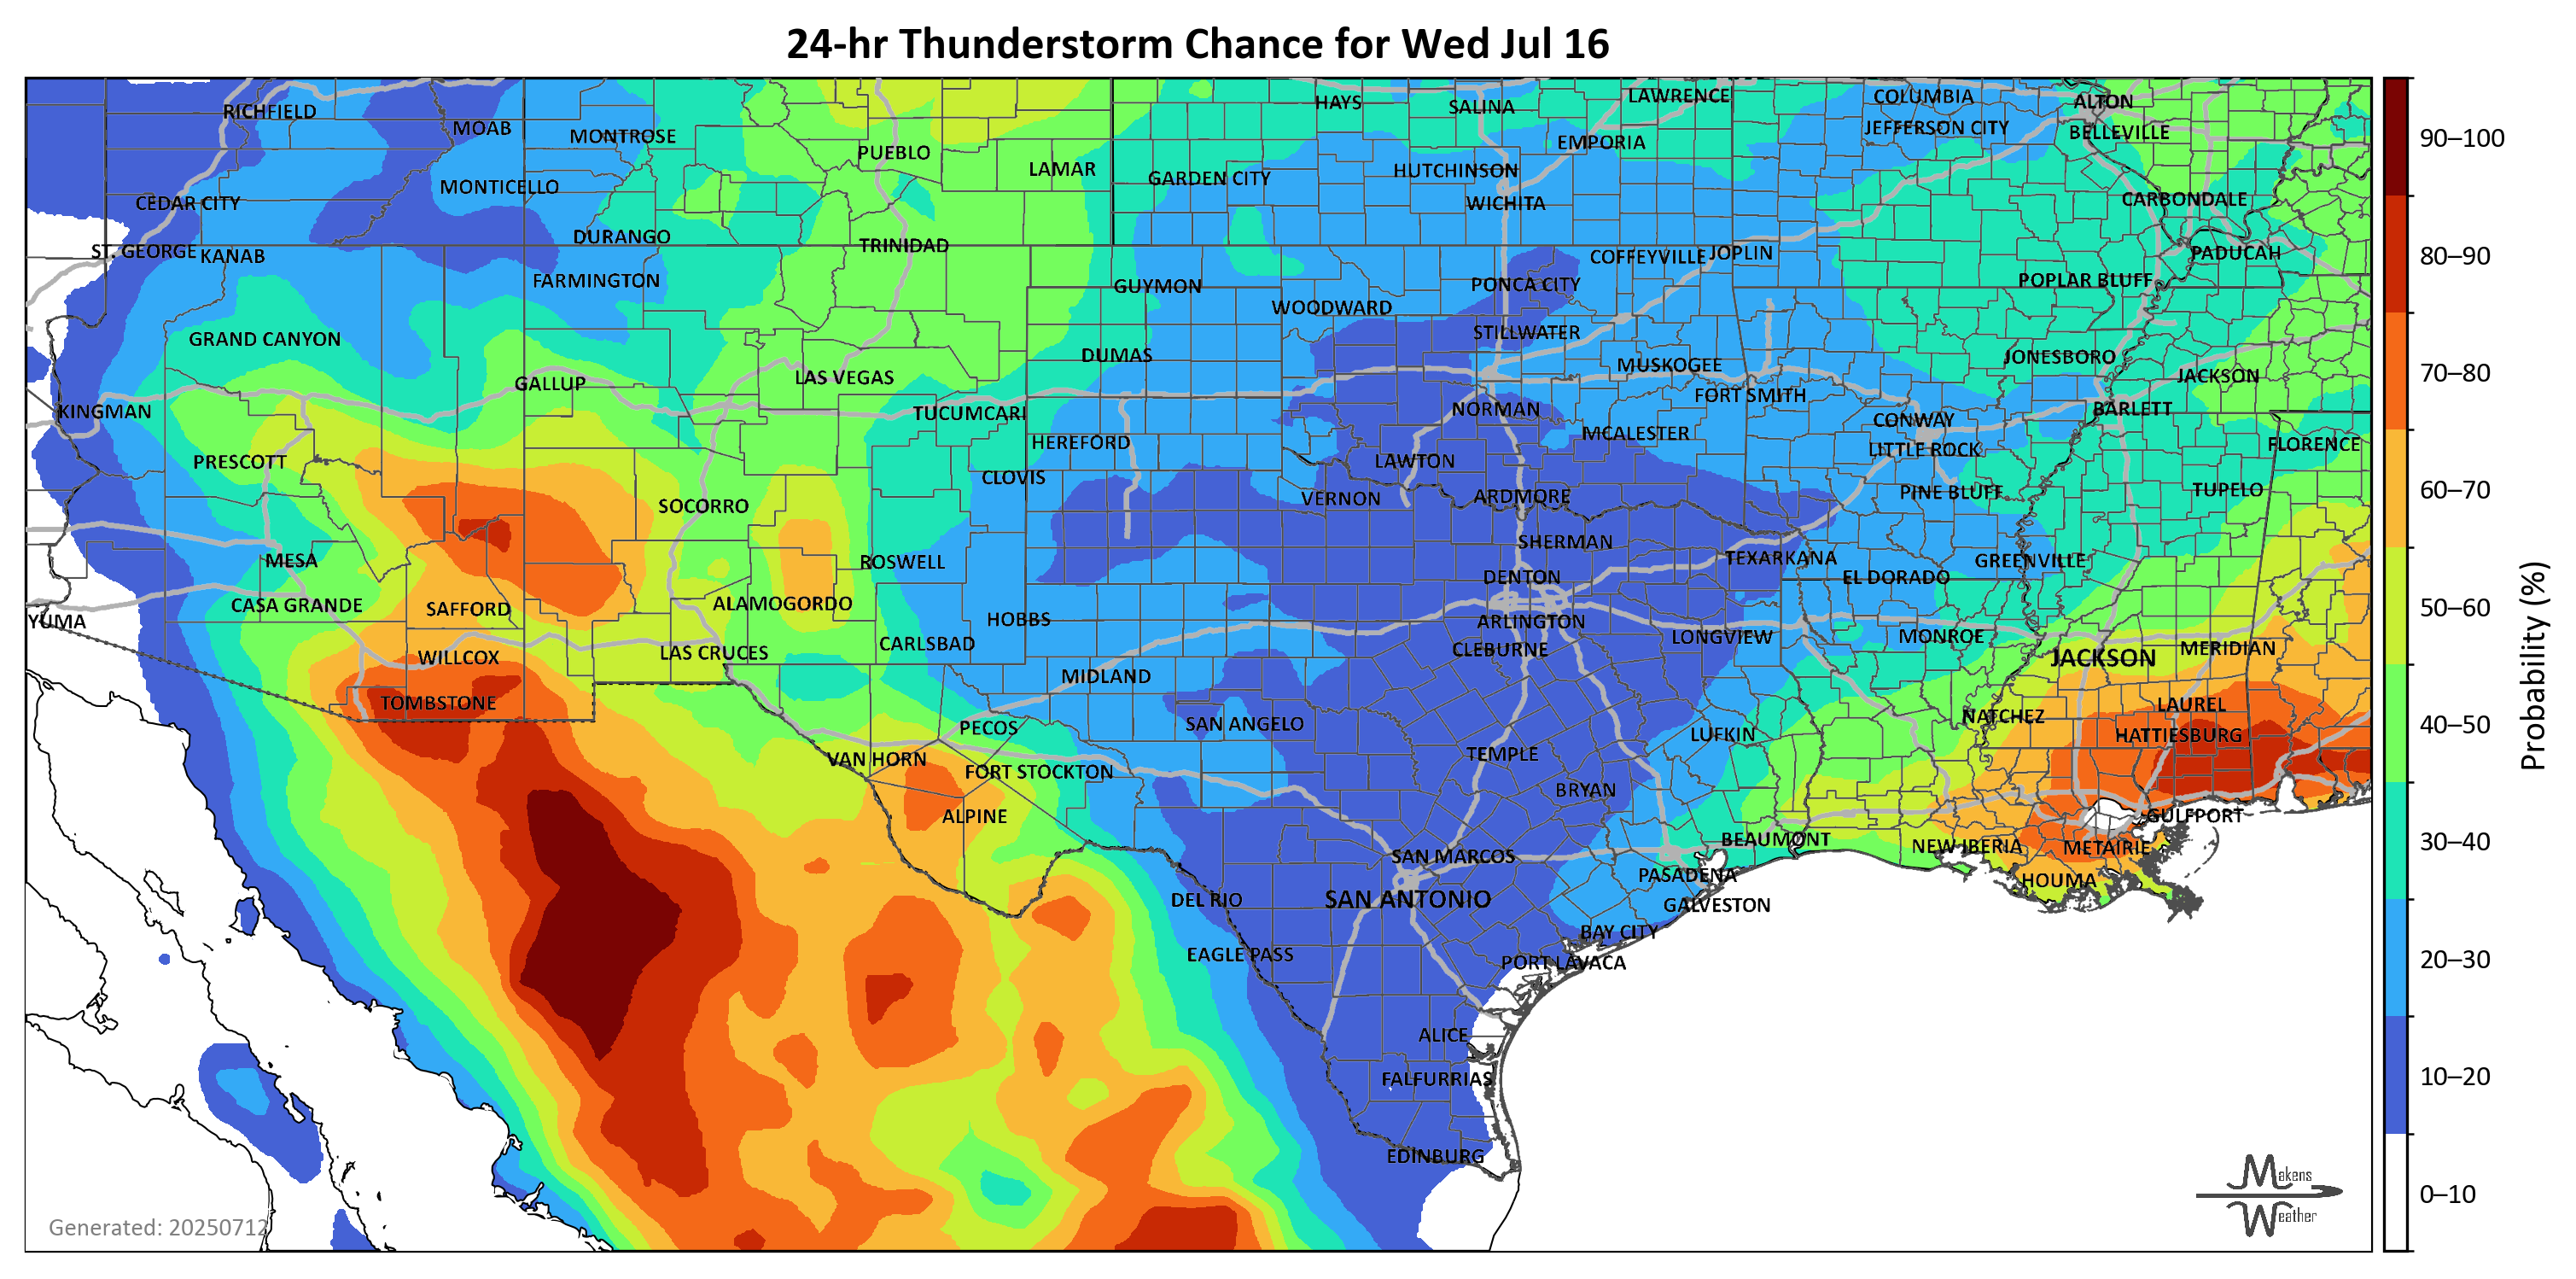 24-hr Thunderstorm Chance for Wed Jul 16
RICHFIELD
MOAB
MONTROSE
PUEBLO
LAMAR
HAYS
SALINA
LAWRENCE
COLUMBIA
ALTON
JEFFERSON CITY
BELLEVILLE
EMPORIA
HUTCHINSON
GARDEN CITY
WICHITA
MONTICELLO
CEDAR CITY
CARBONDALE
DURANGO
TRINIDAD
ST. GEORGE
KANAB
FARMINGTON
GUYMON
WOODWARD
PONCA CITY
COFFEYVILLE
JOPLIN
POPLAR BLUFF
PADUCAH
GRAND CANYON
DUMAS
STILLWATER
MUSKOGEE
JONESBORO
JACKSON
GALLUP
LAS VEGAS
KINGMAN
TUCUMCARI
NORMAN
FORT SMITH
CONWAY
BARLETT
HEREFORD
MCALESTER
LITTLE ROCK
FLORENCE
PRESCOTT
CLOVIS
LAWTON
SOCORRO
VERNON
ARDMORE
PINE BLUFF
TUPELO
MESA
ROSWELL
SHERMAN
TEXARKANA
GREENVILLE
CASA GRANDE
SAFFORD
ALAMOGORDO
DENTON
EL DORADO
YUMA
HOBBS
ARLINGTON
LONGVIEW
MONROE
WILLCOX
LAS CRUCES
CARLSBAD
CLEBURNE
JACKSON
MERIDIAN
TOMBSTONE
MIDLAND
NATCHEZ
LAUREL
PECOS
SAN ANGELO
LUFKIN
HATTIESBURG
VAN HORN
FORT STOCKTON
TEMPLE
BRYAN
ALPINE
GULFPORT
BEAUMONT
NEW IBERIA
METAIRIE
SAN MARCOS
PASADENA
HOUMA
DEL RIO
SAN ANTONIO
GALVESTON
EAGLE PASS
BAY CITY
PORT LAVACA
ALICE
FALFURRIAS
EDINBURG
Generated: 20250712
Makens
Weather
90–100
80–90
70–80
60–70
50–60
40–50
30–40
20–30
10–20
0–10
Probability (%)